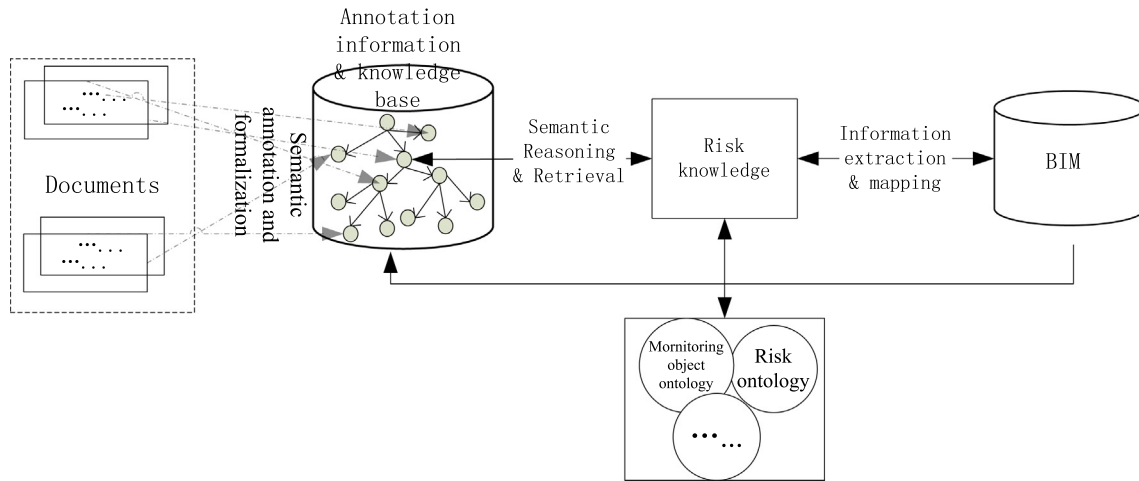 Annotation
information
& knowledge
base
•••...
•••...
Documents
•••...
•••...
Semantic
annotation and
formalization
Semantic
Reasoning
& Retrieval
Risk
knowledge
Information
extraction
& mapping
BIM
Mornitoring
object
ontology
Risk
ontology
•••...